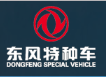 东风特种车
DONGFENG SPECIAL VEHICLE